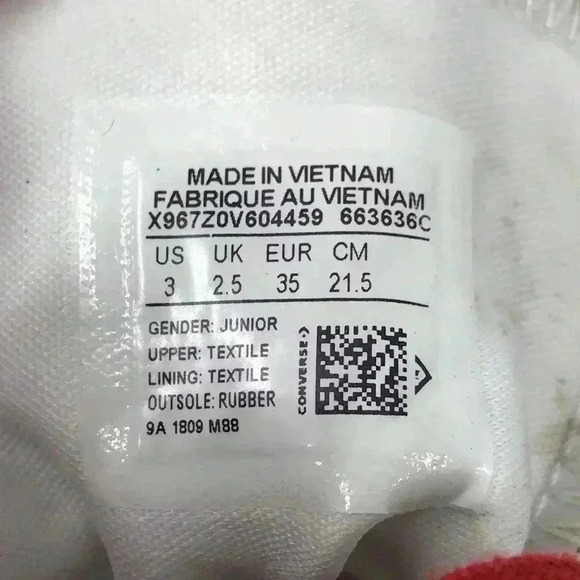 MADE IN VIETNAM
FABRIQUE AU VIETNAM
X967Z0V604459 663636C
US UK EUR CM
3 2.5 35 21.5
GENDER: JUNIOR
UPPER: TEXTILE
LINING: TEXTILE
OUTSOLE: RUBBER
9A 1809 M88
CONVERSE